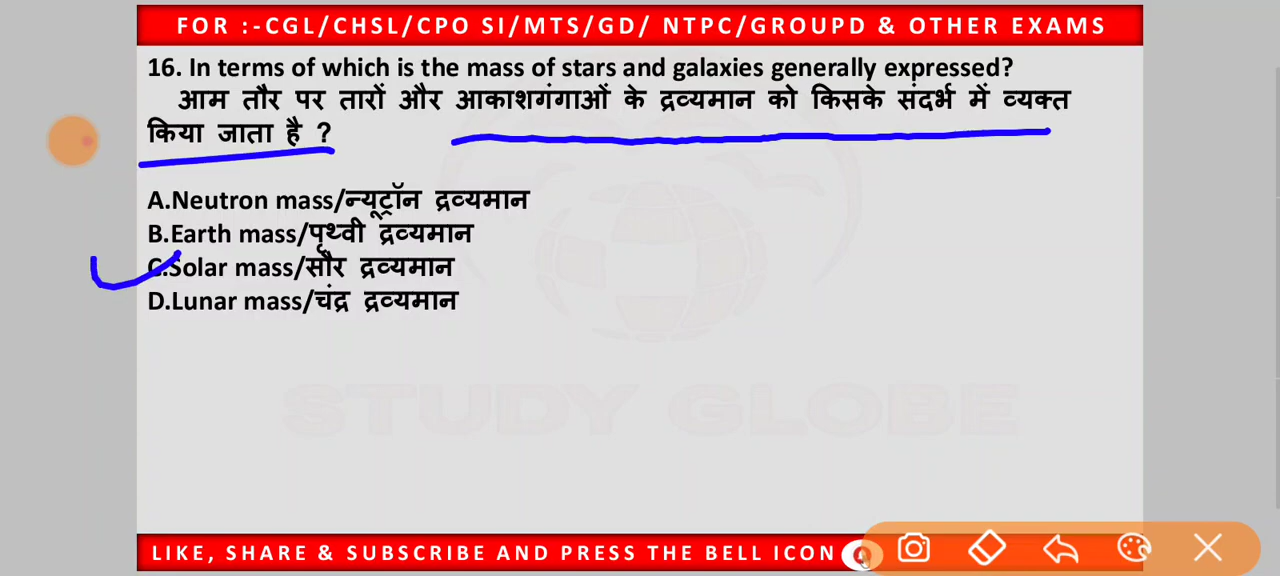 FOR :-CGL/CHSL/CPO SI/MTS/GD/ NTPC/GROUPD & OTHER EXAMS
16. In terms of which is the mass of stars and galaxies generally expressed?
आम तौर पर तारों और आकाशगंगाओं के द्रव्यमान को किसके संदर्भ में व्यक्त
किया जाता है ?
A.Neutron mass/न्यूट्रॉन द्रव्यमान
B.Earth mass/पृथ्वी द्रव्यमान
C.Solar mass/सौर द्रव्यमान
D.Lunar mass/चंद्र द्रव्यमान
STUDY GLOBE
LIKE, SHARE & SUBSCRIBE AND PRESS THE BELL ICON